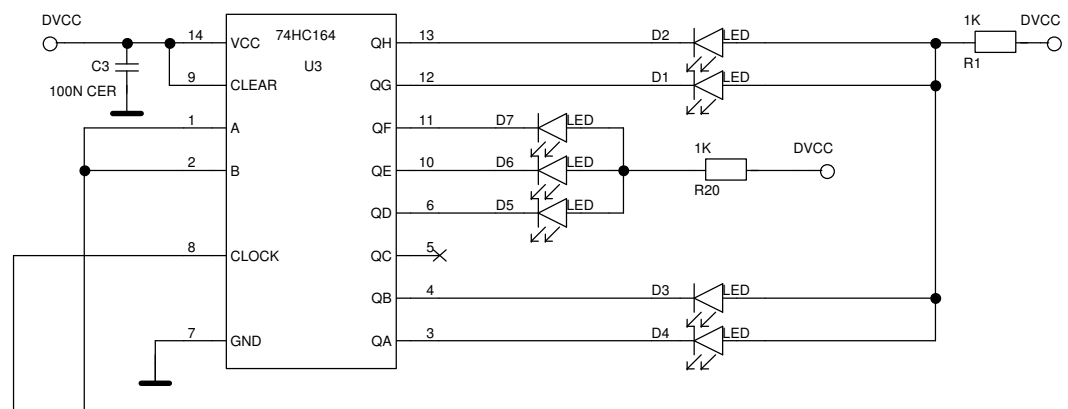 DVCC
C3
100N CER
14 VCC 74HC164 QH 13 D2 LED
U3
9 CLEAR QG 12 D1 LED
1 A QF 11 D7 LED
2 B QE 10 D6 LED
QD 6 D5 LED
8 CLOCK QC 5
QB 4 D3 LED
7 GND QA 3 D4 LED
1K DVCC
R1
1K DVCC
R20